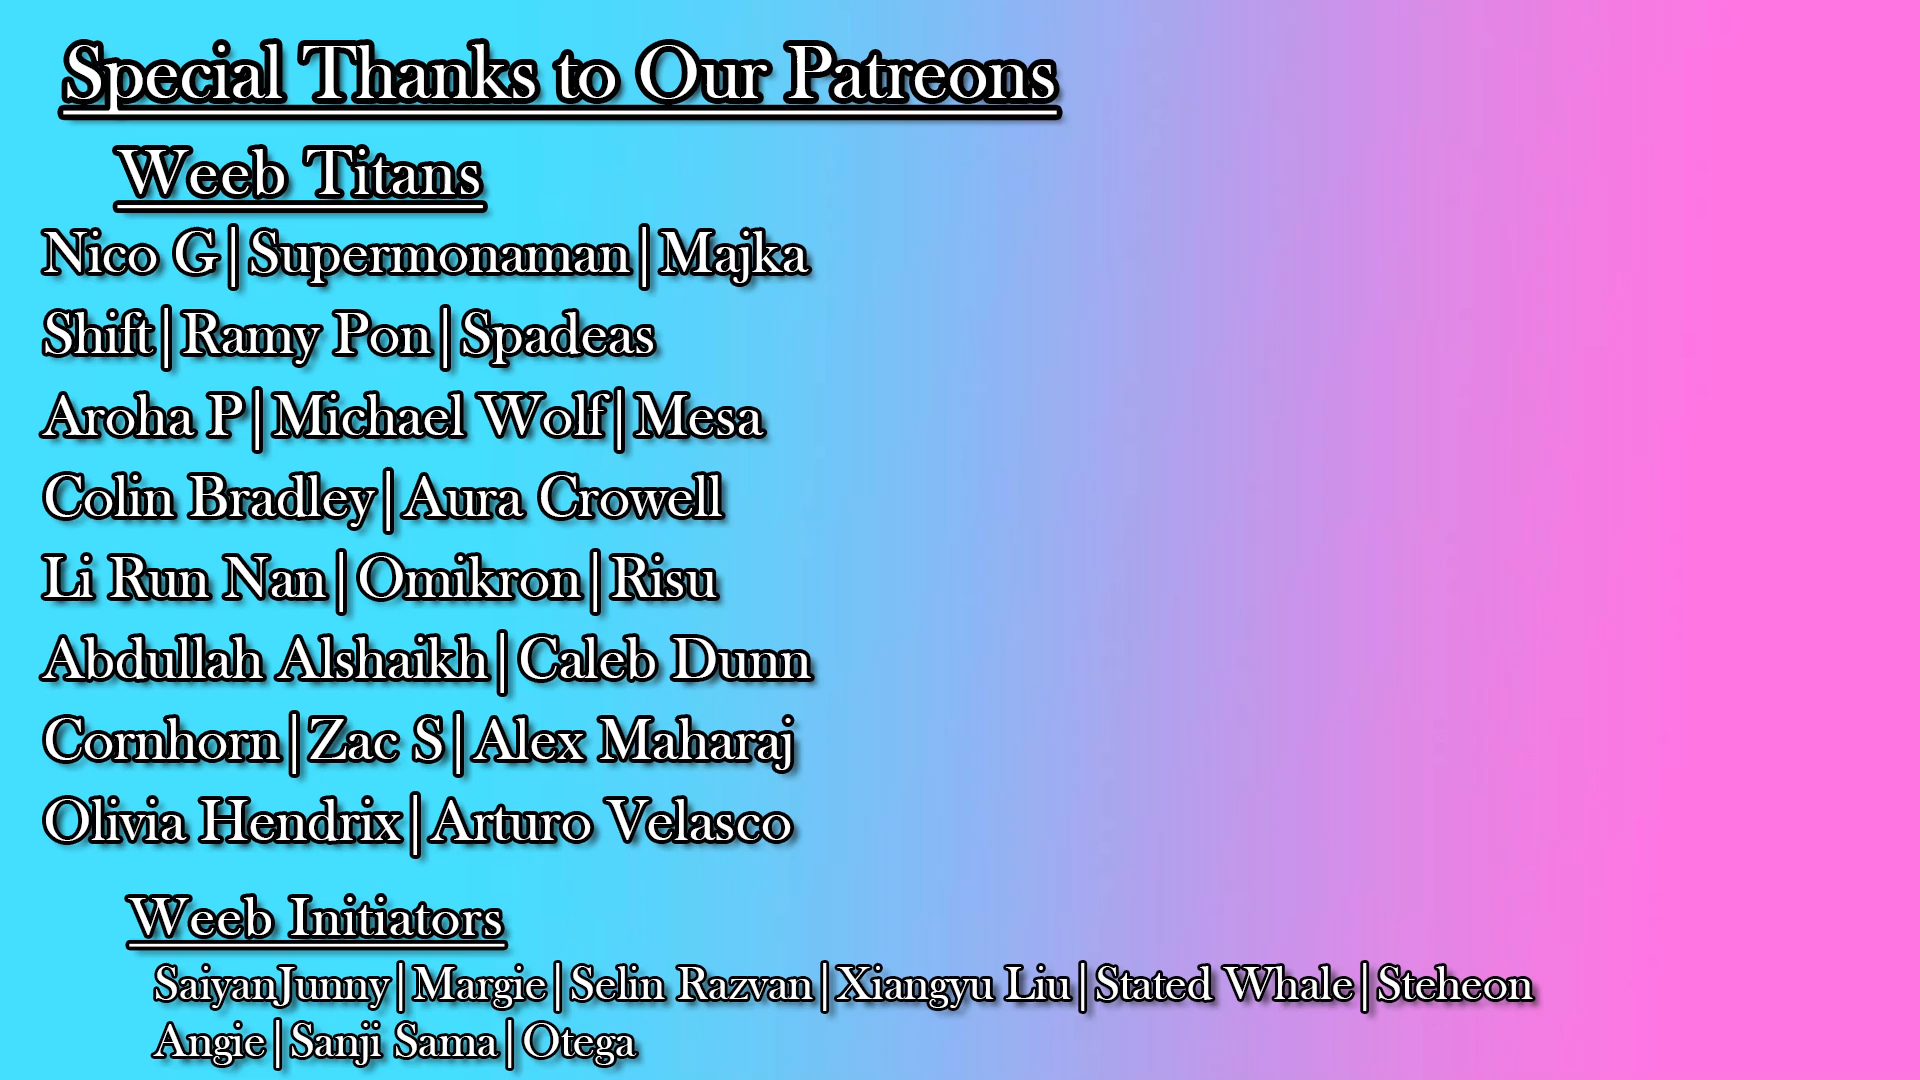 Special Thanks to Our Patreons
Weeb Titans
Nico G|Supermonaman|Majka
Shift|Ramy Pon|Spadeas
Aroha P|Michael Wolf|Mesa
Colin Bradley|Aura Crowell
Li Run Nan|Omikron|Risu
Abdullah Alshaikh|Caleb Dunn
Cornhorn|Zac S|Alex Maharaj
Olivia Hendrix|Arturo Velasco
Weeb Initiators
SaiyanJunny|Margie|Selin Razvan|Xiangyu Liu|Stated Whale|Steheon
Angie|Sanji Sama|Otega